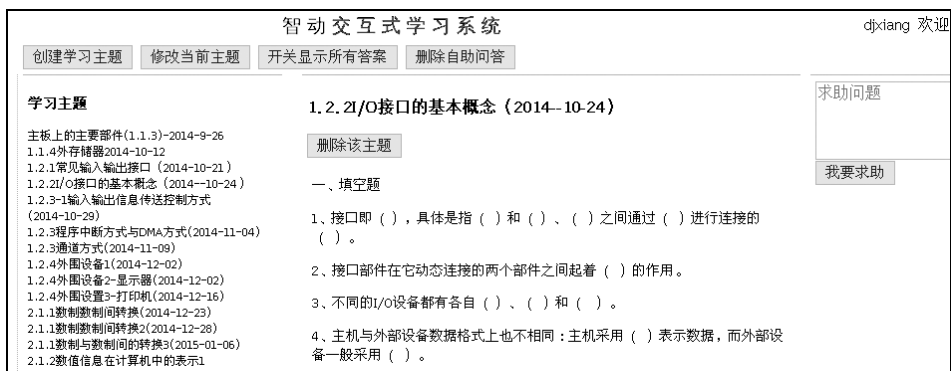 智动交互式学习系统
djxiang 欢迎
创建学习主题 修改当前主题 开关显示所有答案 删除自助问答
学习主题
主板上的主要部件(1.1.3)-2014-9-26
1.1.4外存储器2014-10-12
1.2.1常见输入输出接口（2014-10-21）
1.2.2I/O接口的基本概念（2014--10-24）
1.2.3-1输入输出信息传送控制方式
(2014-10-29)
1.2.3程序中断方式与DMA方式(2014-11-04)
1.2.3通道方式(2014-11-09)
1.2.4外围设备1(2014-12-02)
1.2.4外围设备2-显示器(2014-12-02)
1.2.4外围设置3-打印机(2014-12-16)
2.1.1数制数制间转换(2014-12-23)
2.1.1数制数制间转换2(2014-12-28)
2.1.1数制与数制间的转换3(2015-01-06)
2.1.2数值信息在计算机中的表示1
1.2.2I/O接口的基本概念（2014--10-24）
删除该主题
一、填空题
1、接口即（ ），具体是指（ ）和（ ）、（ ）之间通过（ ）进行连接的
（ ）。
2、接口部件在它动态连接的两个部件之间起着（ ）的作用。
3、不同的I/O设备都有各自（ ）、（ ）和（ ）。
4、主机与外部设备数据格式上也不相同：主机采用（ ）表示数据，而外部设
备一般采用（ ）。
求助问题
我要求助